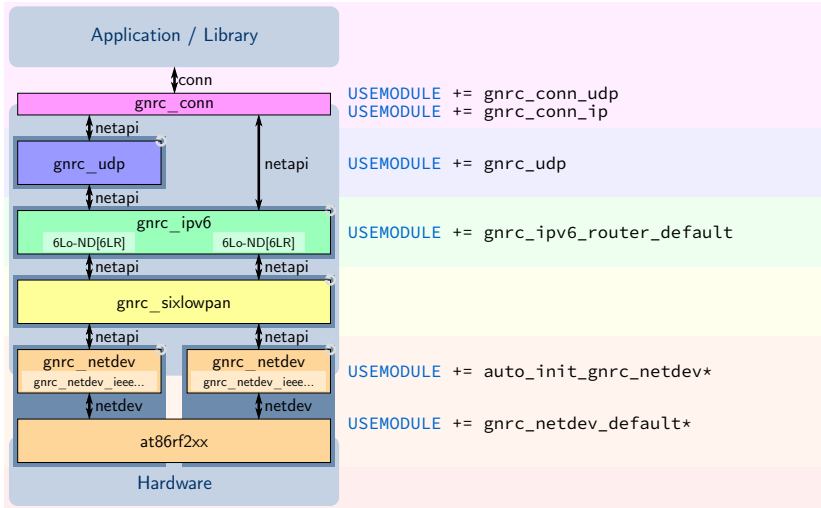 Application / Library
conn
gnrc_conn
USEMODULE += gnrc_conn_udp
USEMODULE += gnrc_conn_ip
netapi
gnrc_udp
netapi
USEMODULE += gnrc_udp
netapi
gnrc_ipv6
6Lo-ND[6LR] 6Lo-ND[6LR]
USEMODULE += gnrc_ipv6_router_default
netapi netapi
gnrc_sixlowpan
netapi netapi
gnrc_netdev gnrc_netdev
gnrc_netdev_ieee... gnrc_netdev_ieee...
USEMODULE += auto_init_gnrc_netdev*
netdev netdev
USEMODULE += gnrc_netdev_default*
at86rf2xx
Hardware